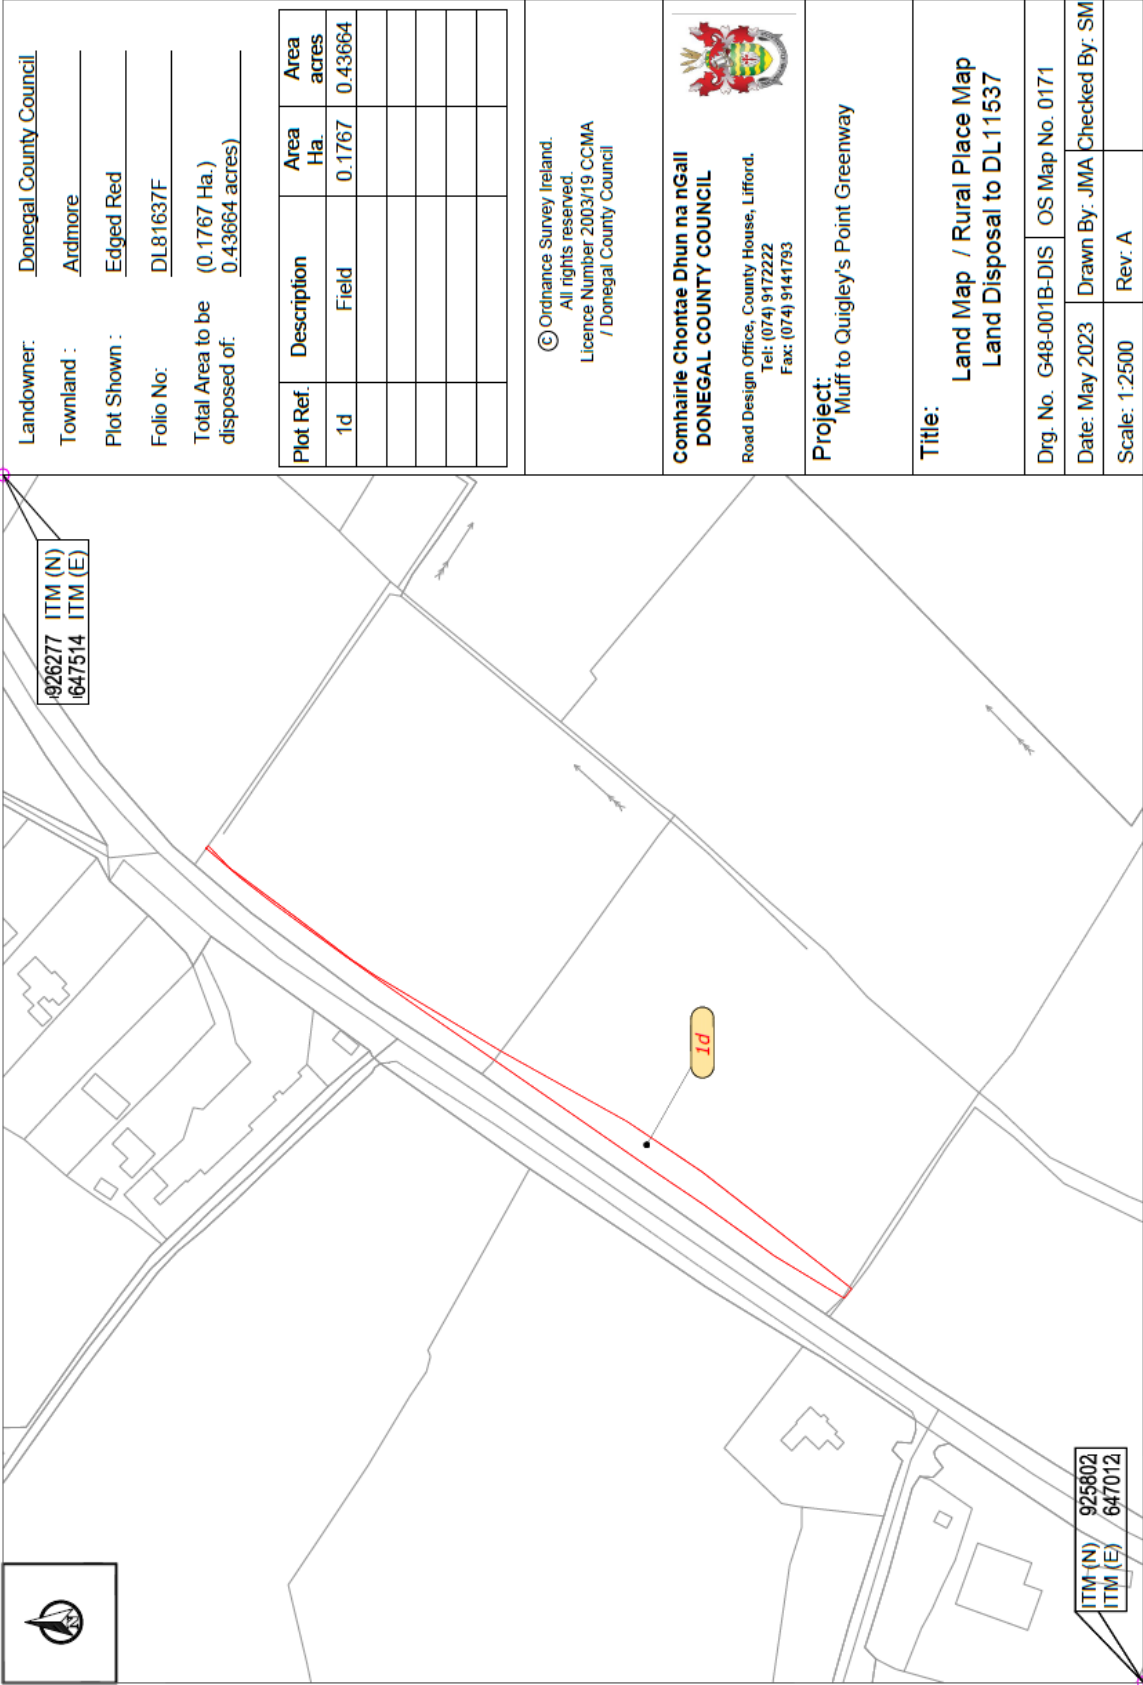 926277 ITM (N)
647514 ITM (E)
1d
ITM (N) 925802
ITM (E) 647012
Landowner: Donegal County Council
Townland : Ardmore
Plot Shown : Edged Red
Folio No: DL81637F
Total Area to be (0.1767 Ha.)
disposed of: 0.43664 acres)
Plot Ref. Description Area Ha. Area acres
1d Field 0.1767 0.43664
© Ordnance Survey Ireland.
All rights reserved.
Licence Number 2003/19 CCMA
/ Donegal County Council
Comhairle Chontae Dhun na nGall
DONEGAL COUNTY COUNCIL
Road Design Office, County House, Lifford.
Tel: (074) 9172222
Fax: (074) 9141793
Project:
Muff to Quigley's Point Greenway
Title:
Land Map / Rural Place Map
Land Disposal to DL11537
Drg. No. G48-001B-DIS OS Map No. 0171
Date: May 2023 Drawn By: JMA Checked By: SM
Scale: 1:2500 Rev: A